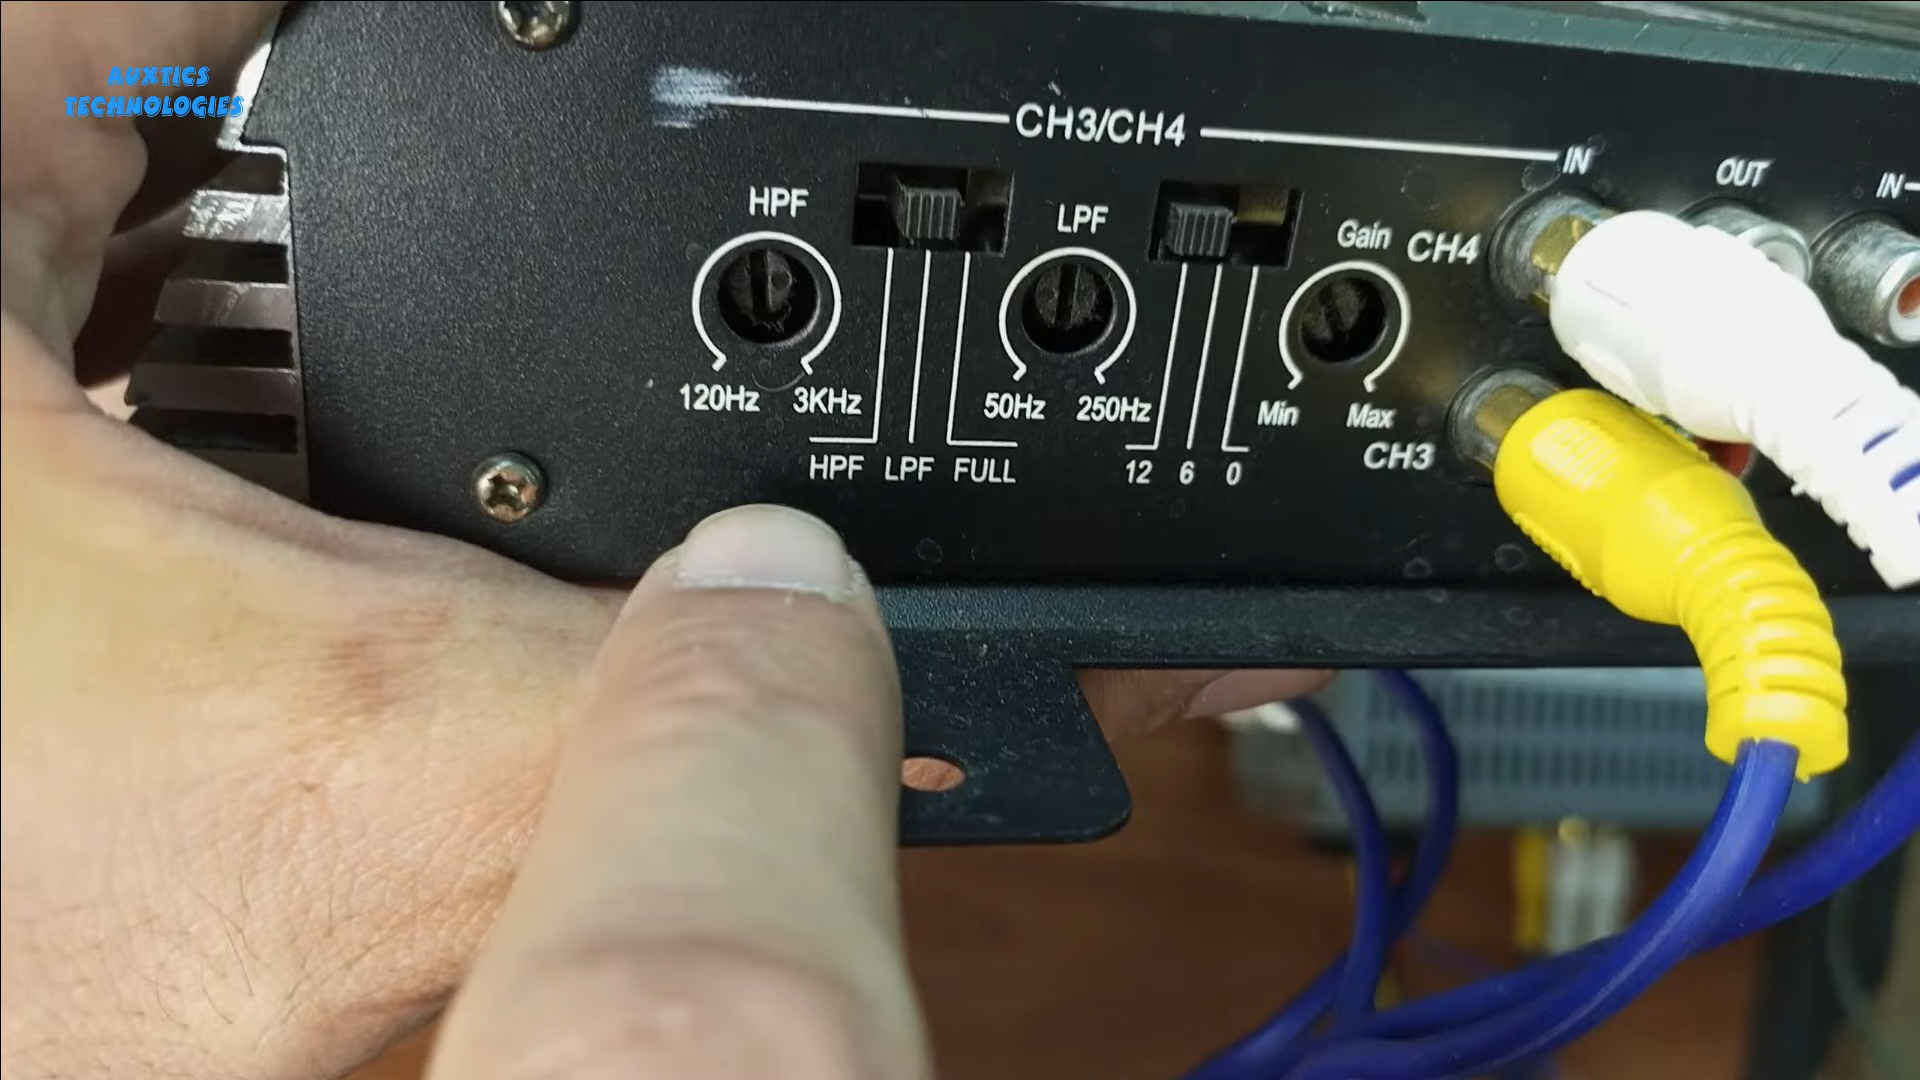 AUXTICS
TECHNOLOGIES
CH3/CH4
HPF
LPF
Gain
IN
OUT
IN
CH4
120Hz
3KHz
50Hz
250Hz
Min
Max
CH3
HPF LPF FULL
12 6 0